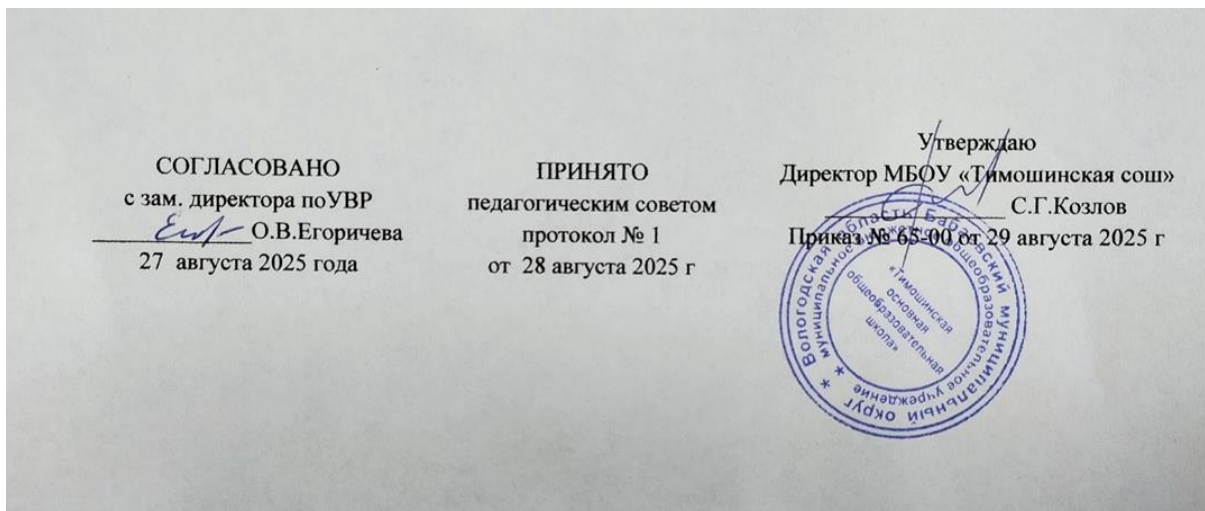 СОГЛАСОВАНО
с зам. директора поУВР
О.В.Егоричева
27 августа 2025 года
ПРИНЯТО
педагогическим советом
протокол № 1
от 28 августа 2025 г
Утверждаю
Директор МБОУ «Тимошинская сош»
С.Г.Козлов
Приказ № 65-00 от 29 августа 2025 г
★ Вологодская область Бабаевский муниципальный округ
★ муниципальное бюджетное общеобразовательное учреждение
«Тимошинская
основная
общеобразовательная
школа»